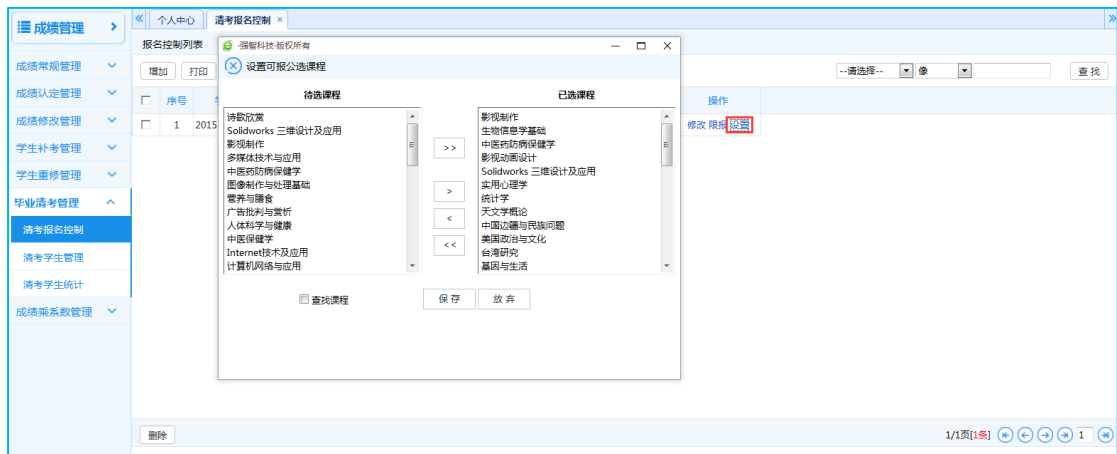 成绩管理
成绩常规管理
成绩认定管理
成绩修改管理
学生补考管理
学生重修管理
毕业清考管理
清考报名控制
清考学生管理
清考学生统计
成绩乘系数管理
个人中心 清考报名控制 ×
报名控制列表
增加 打印
--请选择-- 像 查 找
序号 操作
1 2015 修改 限报 设置
-强智科技-版权所有
设置可报公选课程
待选课程
诗歌欣赏
Solidworks 三维设计及应用
影视制作
多媒体技术与应用
中医药防病保健学
图像制作与处理基础
营养与膳食
广告批判与赏析
人体科学与健康
中医保健学
Internet技术及应用
计算机网络与应用
>>
>
<
<<
已选课程
影视制作
生物信息学基础
中医药防病保健学
影视动画设计
Solidworks 三维设计及应用
实用心理学
统计学
天文学概论
中国边疆与民族问题
美国政治与文化
台湾研究
基因与生活
查找课程 保 存 放 弃
删除 1/1页[1条] 1